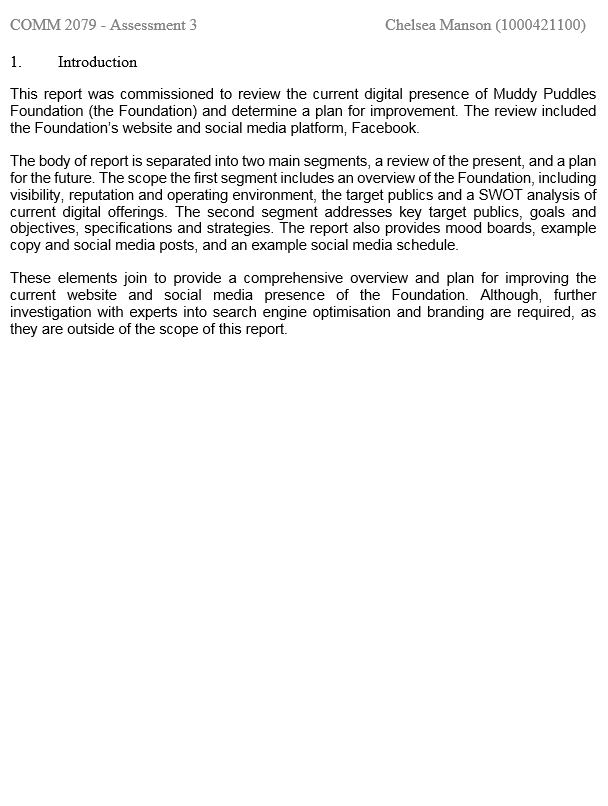 COMM 2079 - Assessment 3 Chelsea Manson (1000421100)
1. Introduction
This report was commissioned to review the current digital presence of Muddy Puddles
Foundation (the Foundation) and determine a plan for improvement. The review included
the Foundation's website and social media platform, Facebook.
The body of report is separated into two main segments, a review of the present, and a plan
for the future. The scope the first segment includes an overview of the Foundation, including
visibility, reputation and operating environment, the target publics and a SWOT analysis of
current digital offerings. The second segment addresses key target publics, goals and
objectives, specifications and strategies. The report also provides mood boards, example
copy and social media posts, and an example social media schedule.
These elements join to provide a comprehensive overview and plan for improving the
current website and social media presence of the Foundation. Although, further
investigation with experts into search engine optimisation and branding are required, as
they are outside of the scope of this report.